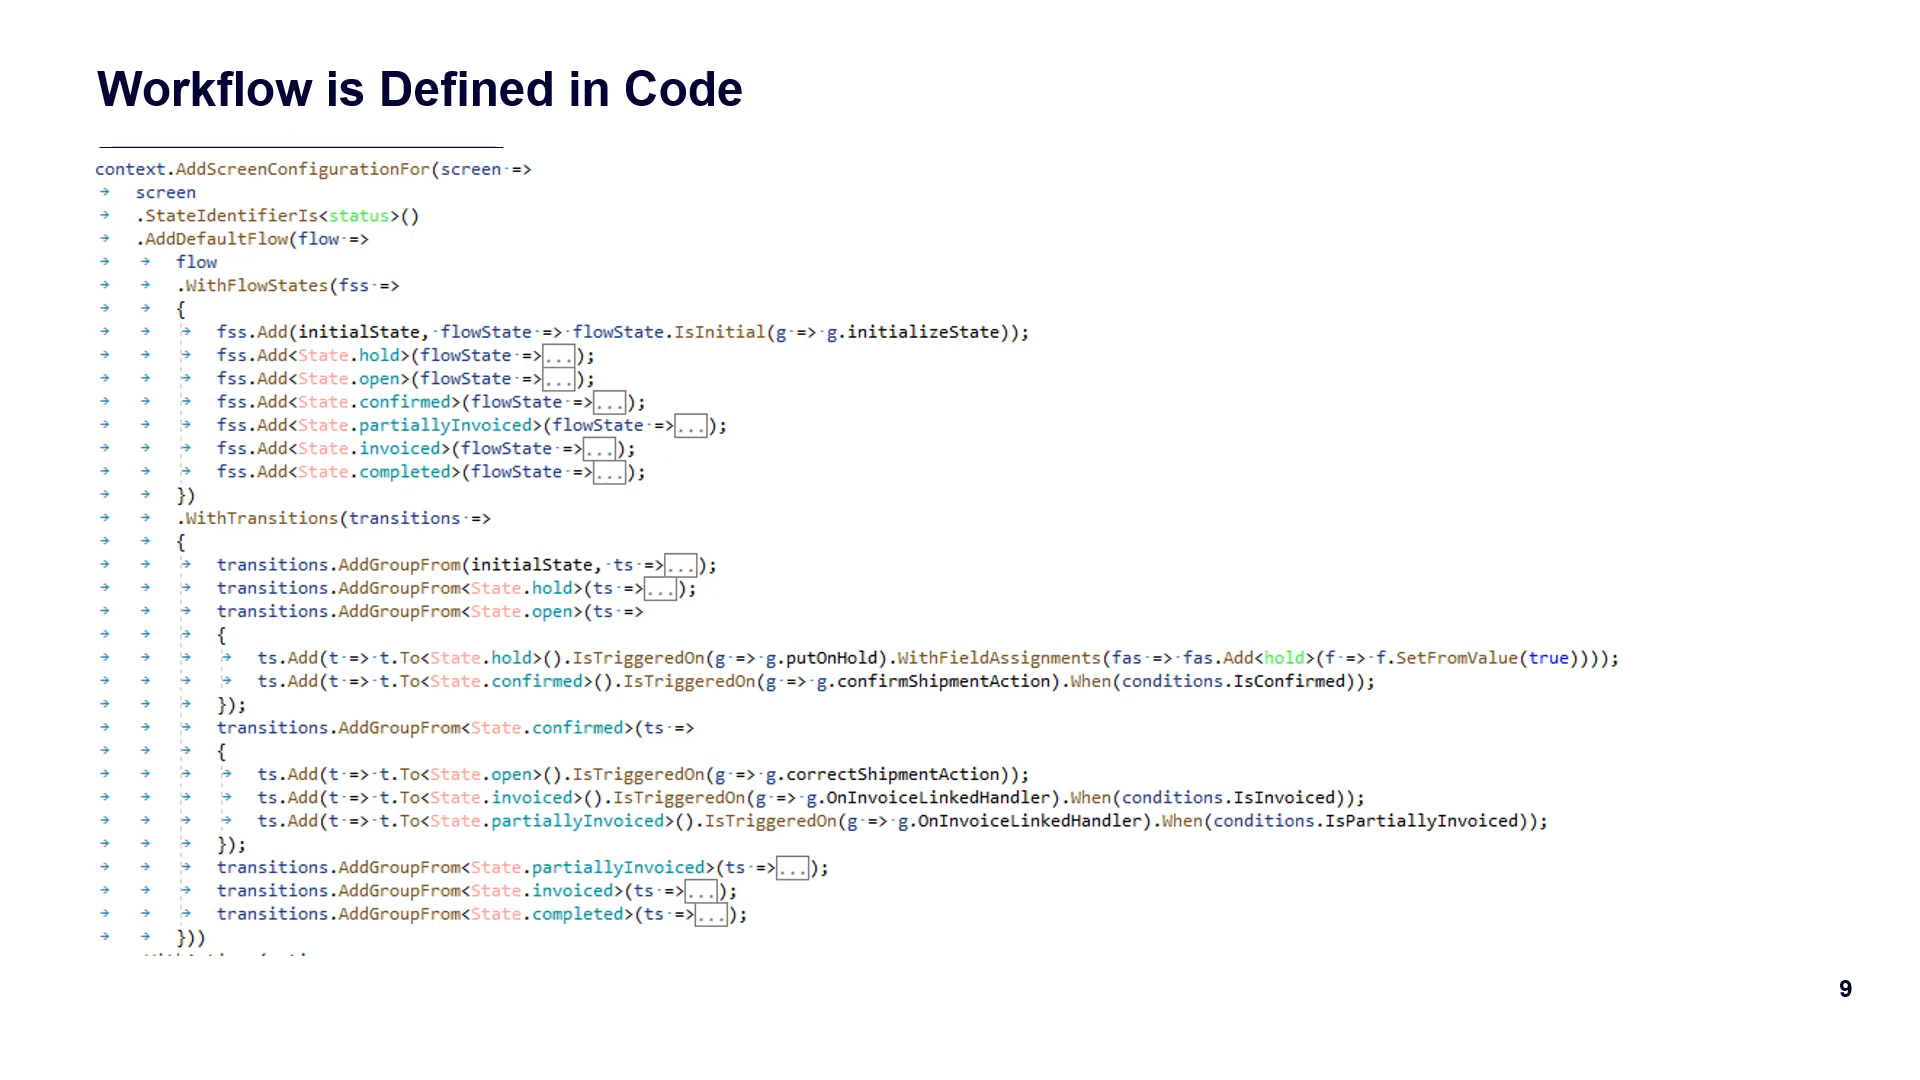 Workflow is Defined in Code
context.AddScreenConfigurationFor(screen =>
screen
.StateIdentifierIs<status>()
.AddDefaultFlow(flow =>
flow
.WithFlowStates(fss =>
{
fss.Add(initialState, flowState => flowState.IsInitial(g => g.initializeState));
fss.Add<State.hold>(flowState =>...);
fss.Add<State.open>(flowState =>...);
fss.Add<State.confirmed>(flowState =>...);
fss.Add<State.partiallyInvoiced>(flowState =>...);
fss.Add<State.invoiced>(flowState =>...);
fss.Add<State.completed>(flowState =>...);
})
.WithTransitions(transitions =>
{
transitions.AddGroupFrom(initialState, ts =>...);
transitions.AddGroupFrom<State.hold>(ts =>...);
transitions.AddGroupFrom<State.open>(ts =>
{
ts.Add(t => t.To<State.hold>().IsTriggeredOn(g => g.putOnHold).WithFieldAssignments(fas => fas.Add<hold>(f => f.SetFromValue(true))));
ts.Add(t => t.To<State.confirmed>().IsTriggeredOn(g => g.confirmShipmentAction).When(conditions.IsConfirmed));
});
transitions.AddGroupFrom<State.confirmed>(ts =>
{
ts.Add(t => t.To<State.open>().IsTriggeredOn(g => g.correctShipmentAction));
ts.Add(t => t.To<State.invoiced>().IsTriggeredOn(g => g.OnInvoiceLinkedHandler).When(conditions.IsInvoiced));
ts.Add(t => t.To<State.partiallyInvoiced>().IsTriggeredOn(g => g.OnInvoiceLinkedHandler).When(conditions.IsPartiallyInvoiced));
});
transitions.AddGroupFrom<State.partiallyInvoiced>(ts =>...);
transitions.AddGroupFrom<State.invoiced>(ts =>...);
transitions.AddGroupFrom<State.completed>(ts =>...);
}))
9